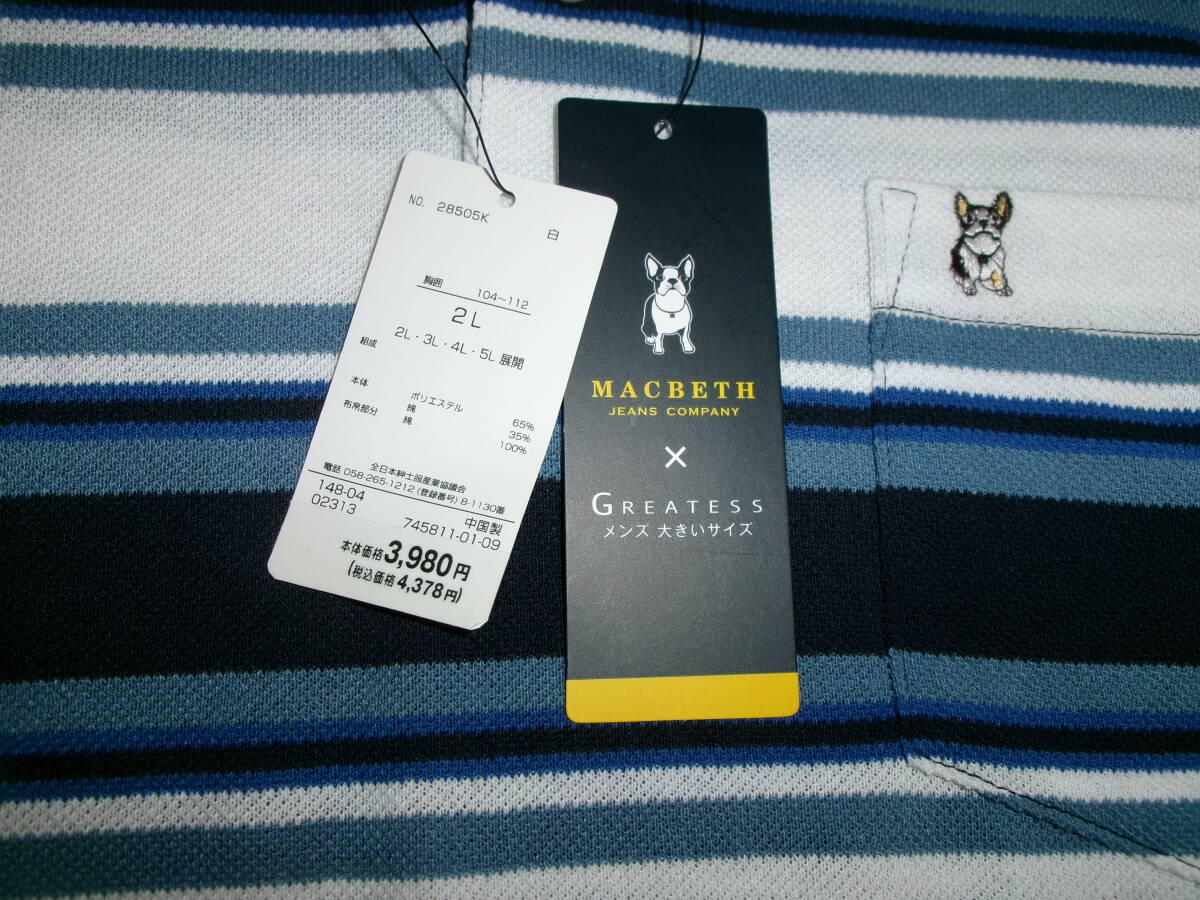 NO. 28505K
白
胸囲 104～112
2L
2L・3L・4L・5L 展開
組成
本体 ポリエステル 65%
綿 35%
布帛部分 綿 100%
全日本紳士服産業協議会
電話 058-265-1212 (登録番号) 8-1130番
148-04 中国製
02313 745811-01-09
本体価格3,980円
(税込価格4,378円)
MACBETH
JEANS COMPANY
×
GREATESS
メンズ 大きいサイズ